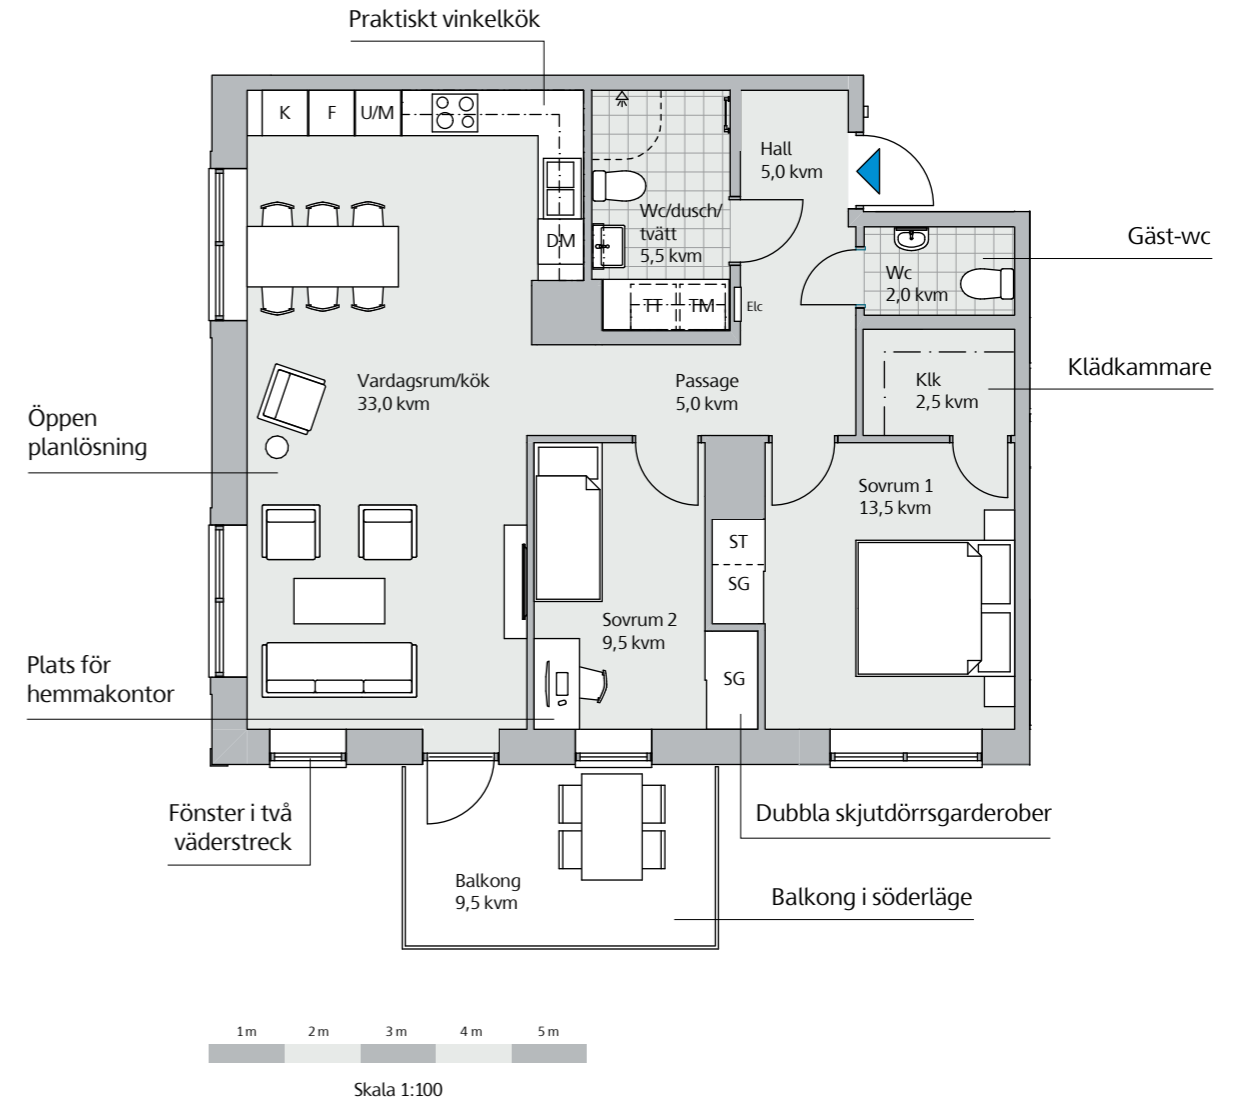 Praktiskt vinkelkök
K
F
U/M
DM
Hall
5,0 kvm
Wc/dusch/
tvätt
5,5 kvm
TT
TM
Elc
Gäst-wc
Wc
2,0 kvm
Klädkammare
Klk
2,5 kvm
Vardagsrum/kök
33,0 kvm
Passage
5,0 kvm
Öppen
planlösning
Sovrum 1
13,5 kvm
ST
SG
Sovrum 2
9,5 kvm
SG
Plats för
hemmakontor
Fönster i två
väderstreck
Dubbla skjutdörrsgarderober
Balkong
9,5 kvm
Balkong i söderläge
1 m
2 m
3 m
4 m
5 m
Skala 1:100